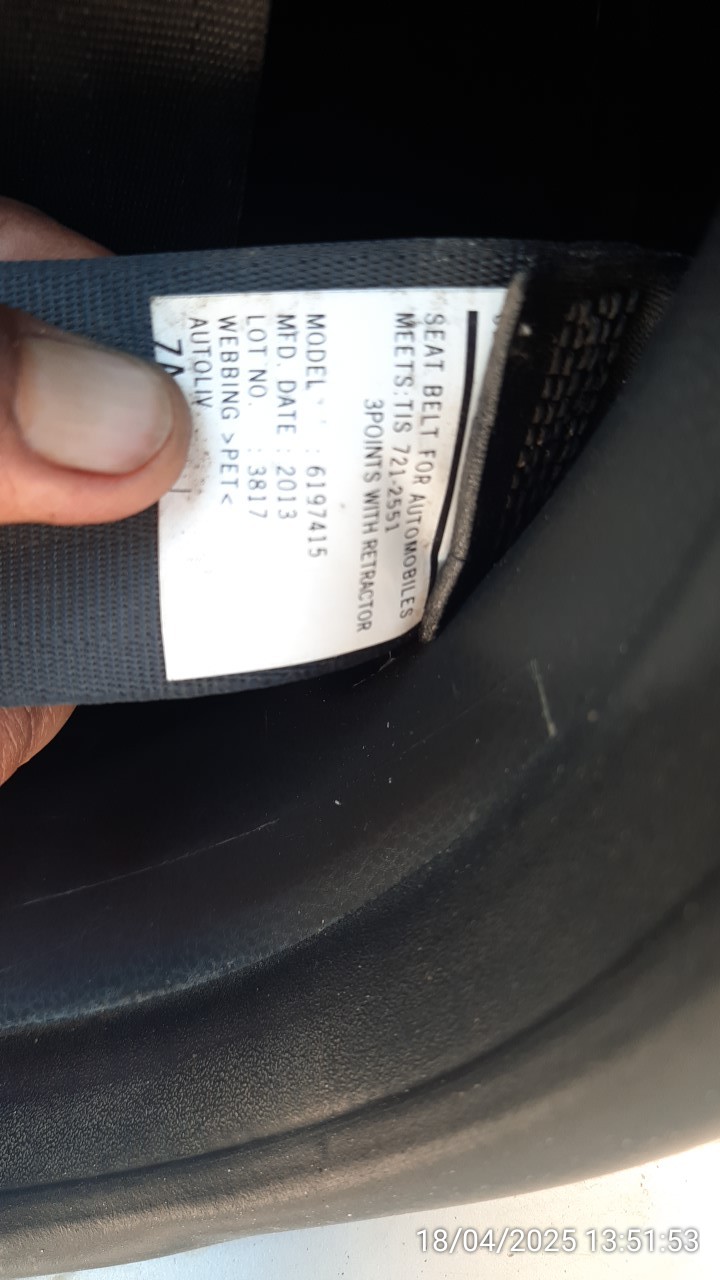 SEAT BELT FOR AUTOMOBILES
MEETS:TIS 721-2551
3POINTS WITH RETRACTOR
MODEL : 6197415
MFD. DATE : 2013
LOT NO. : 3817
WEBBING >PET<
AUTOLIV
18/04/2025 13:51:53